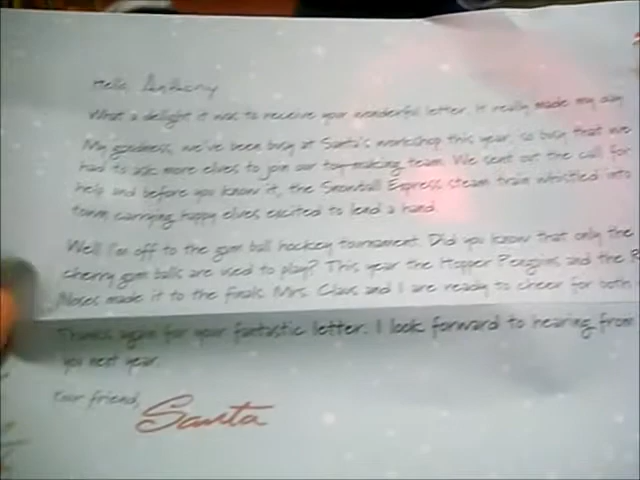 Hello Anthony
What a delight it was to receive your wonderful letter. It really made my day
My goodness, we've been busy at Santa's workshop this year, so busy that we
had to ask more elves to join our toy-making team. We sent out the call for
help and before you know it, the Snowball Express steam train whistled into
town carrying happy elves excited to lend a hand.
Well I'm off to the gum ball hockey tournament. Did you know that only the
cherry gum balls are used to play? This year the Hopper Penguins and the R
Noses made it to the finals. Mrs. Claus and I are ready to cheer for both
Thanks again for your fantastic letter. I look forward to hearing from
you next year.
Your friend,
Santa